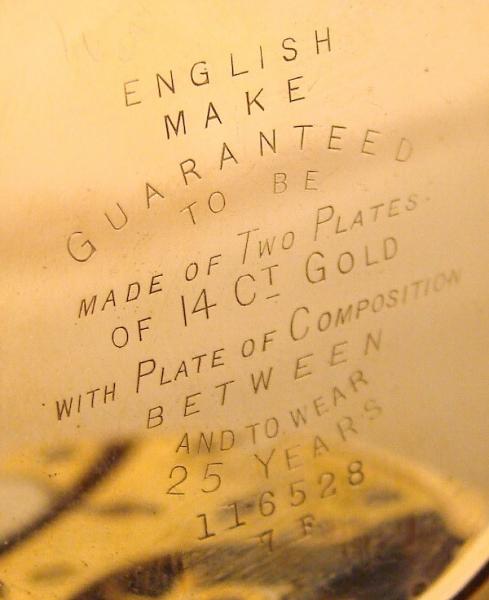 ENGLISH
MAKE
GUARANTEED
TO BE
MADE OF TWO PLATES.
OF 14 CT GOLD
WITH PLATE OF COMPOSITION
BETWEEN
AND TO WEAR
25 YEARS
116528
7 F